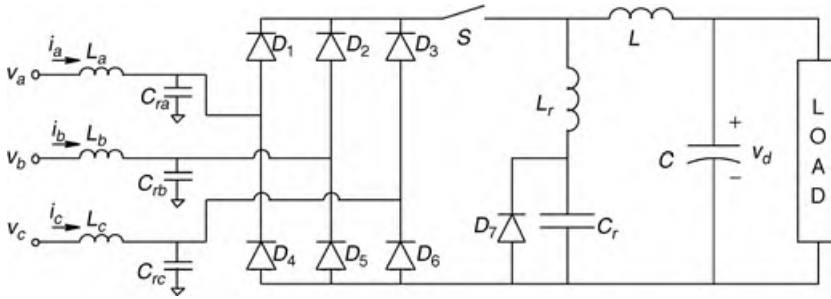 i_a L_a
v_a
C_ra
i_b L_b
v_b
C_rb
i_c L_c
v_c
C_rc
D_1 D_2 D_3
D_4 D_5 D_6
S
L
L_r
D_7
C_r
C
+
v_d
−
LOAD